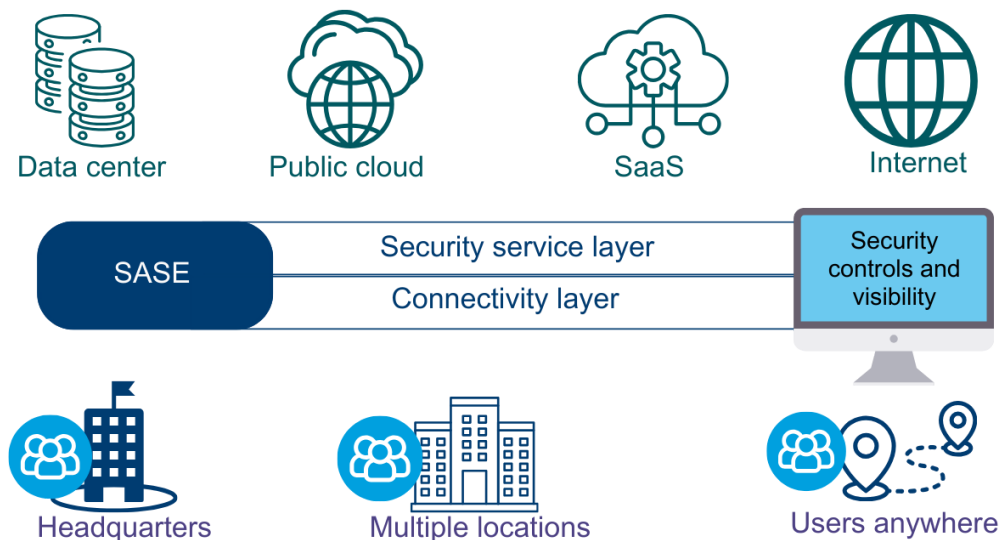 Data center
Public cloud
SaaS
Internet
SASE
Security service layer
Connectivity layer
Security
controls and
visibility
Headquarters
Multiple locations
Users anywhere